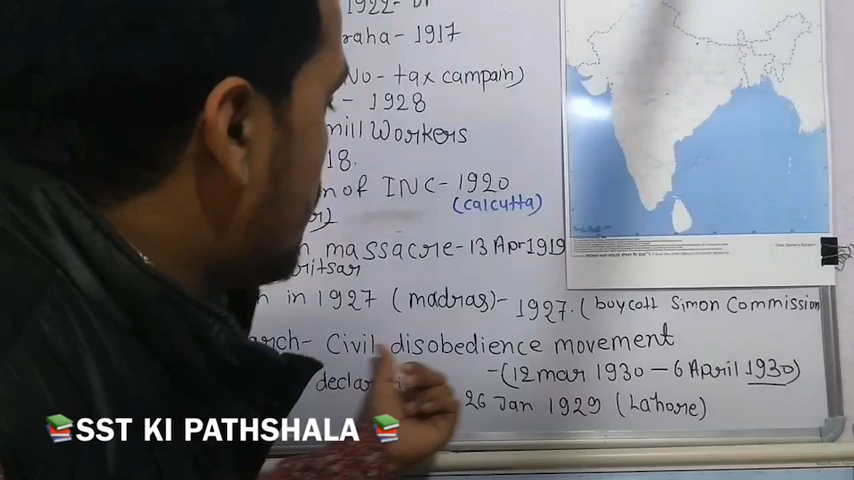 1922-
raha - 1917
No - tax campain)
- 1928
mill Workers
18.
n of INC - 1920
(calcutta)
massacre - 13 Apr 1919
ritsar
in 1927 (madras) - 1927. (boycott Simon Commission
arch - Civil disobedience movement
- (12 mar 1930 - 6 April 1930)
26 Jan 1929 (Lahore)
📚SST KI PATHSHALA 📚